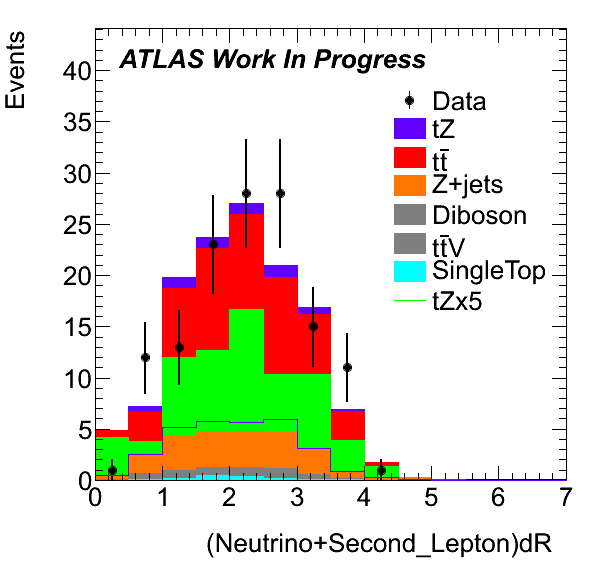 ATLAS Work In Progress
Events
40
35
30
25
20
15
10
5
0
Data
tZ
tt̄
Z+jets
Diboson
tt̄V
SingleTop
tZx5
0 1 2 3 4 5 6 7
(Neutrino+Second_Lepton)dR